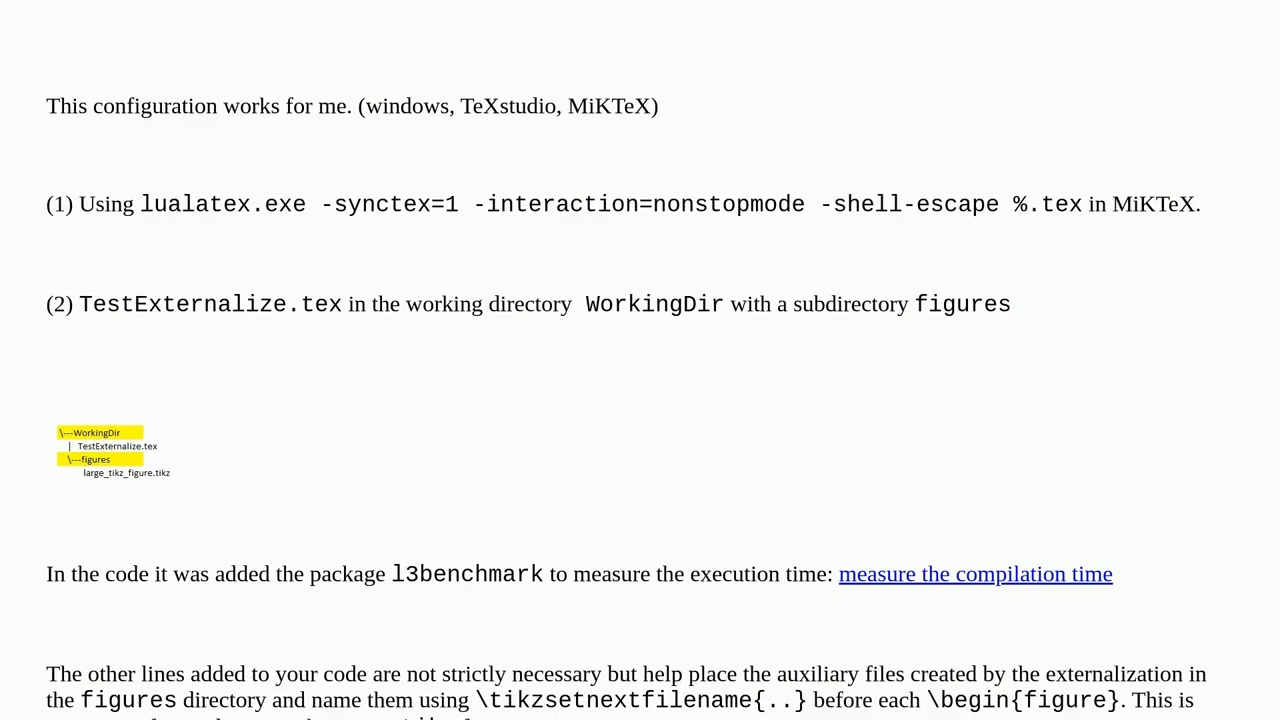 This configuration works for me. (windows, TeXstudio, MiKTeX)
(1) Using lualatex.exe -synctex=1 -interaction=nonstopmode -shell-escape %.tex in MiKTeX.
(2) TestExternalize.tex in the working directory WorkingDir with a subdirectory figures
\---WorkingDir
| TestExternalize.tex
\---figures
large_tikz_figure.tikz
In the code it was added the package l3benchmark to measure the execution time: measure the compilation time
The other lines added to your code are not strictly necessary but help place the auxiliary files created by the externalization in
the figures directory and name them using \tikzsetnextfilename{..} before each \begin{figure}. This is